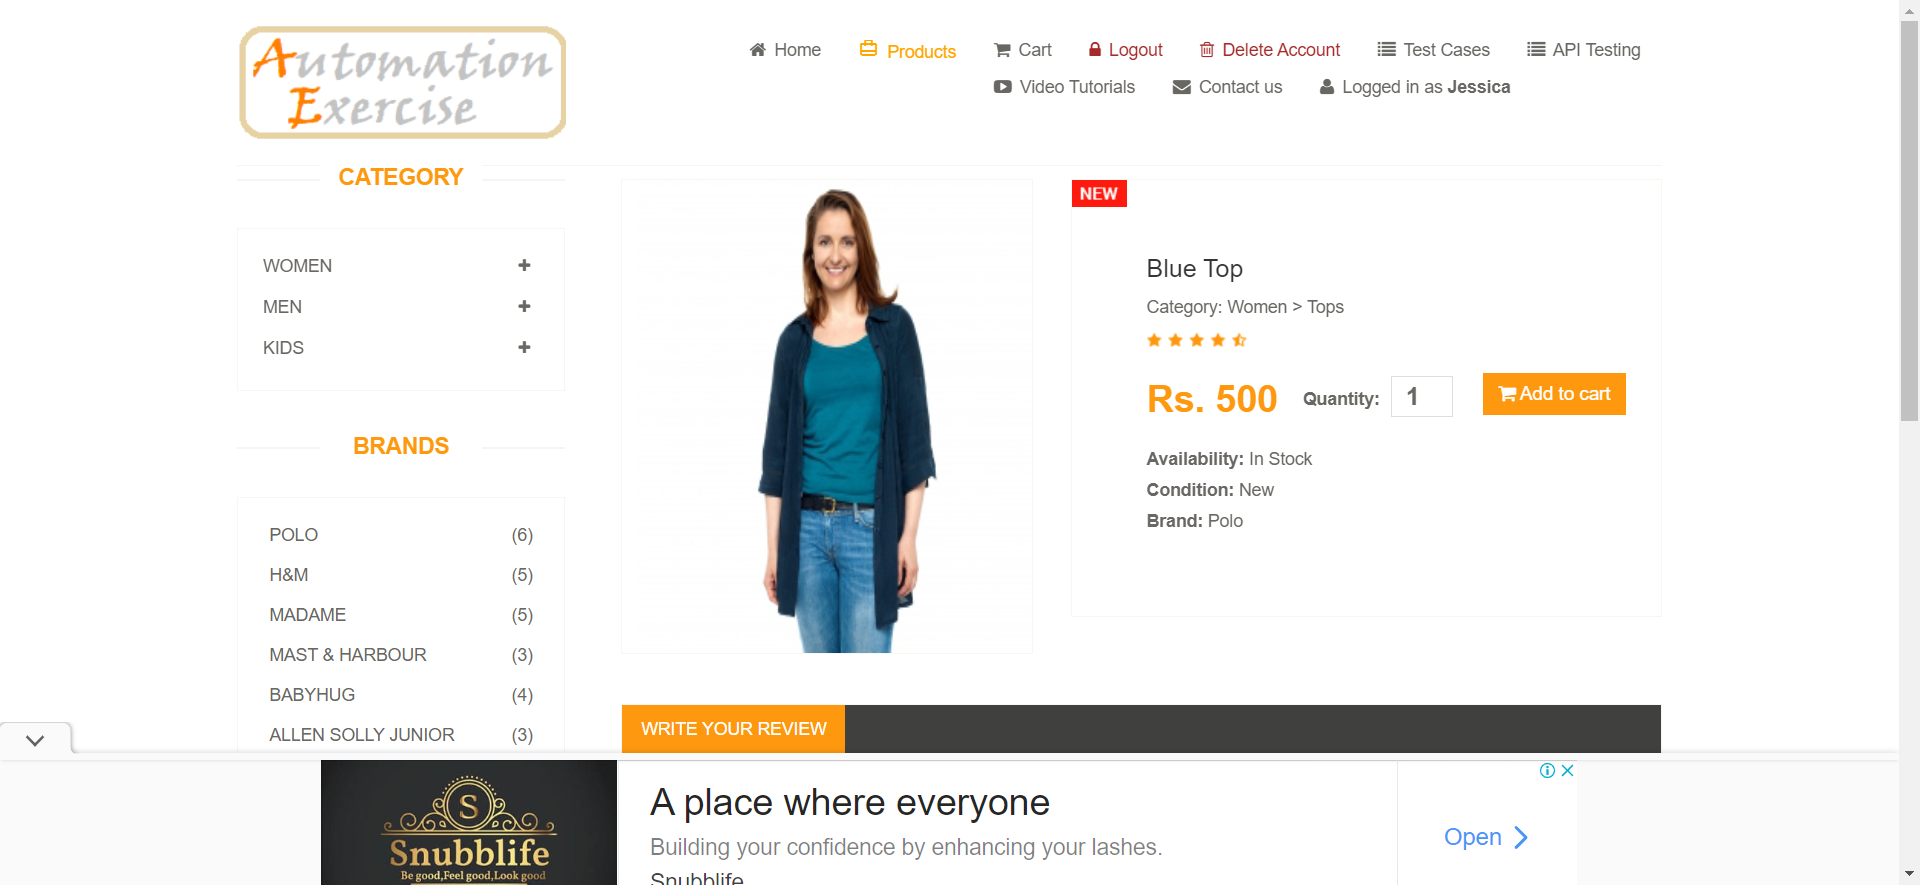 Automation
Exercise
Home
Products
Cart
Logout
Delete Account
Test Cases
API Testing
Video Tutorials
Contact us
Logged in as Jessica
CATEGORY
WOMEN
MEN
KIDS
BRANDS
POLO (6)
H&M (5)
MADAME (5)
MAST & HARBOUR (3)
BABYHUG (4)
ALLEN SOLLY JUNIOR (3)
NEW
Blue Top
Category: Women > Tops
Rs. 500 Quantity: 1 Add to cart
Availability: In Stock
Condition: New
Brand: Polo
WRITE YOUR REVIEW
S
Snubblife
Be good,Feel good,Look good
A place where everyone
Building your confidence by enhancing your lashes.
Snubblife
Open